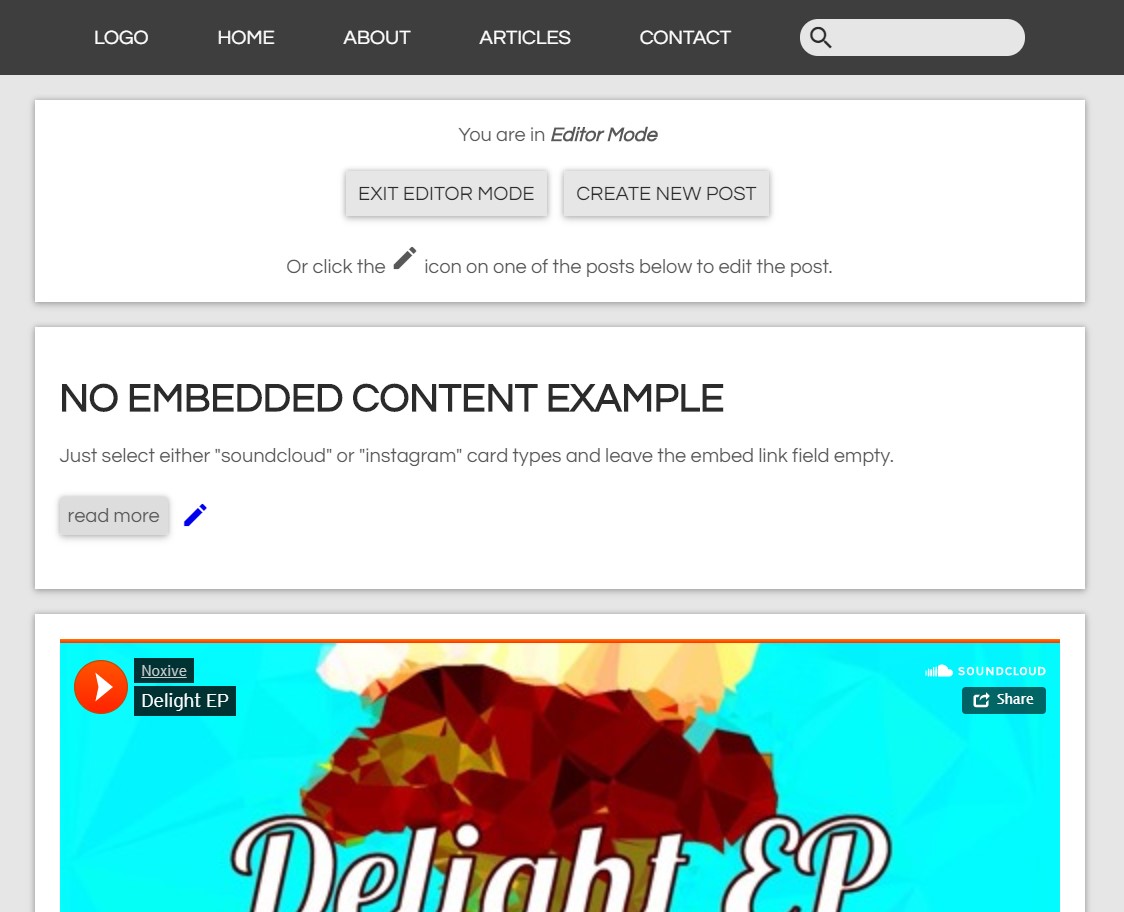 LOGO HOME ABOUT ARTICLES CONTACT
You are in Editor Mode
EXIT EDITOR MODE CREATE NEW POST
Or click the icon on one of the posts below to edit the post.
NO EMBEDDED CONTENT EXAMPLE
Just select either "soundcloud" or "instagram" card types and leave the embed link field empty.
read more
Noxive SOUNDCLOUD
Delight EP Share
Delight EP